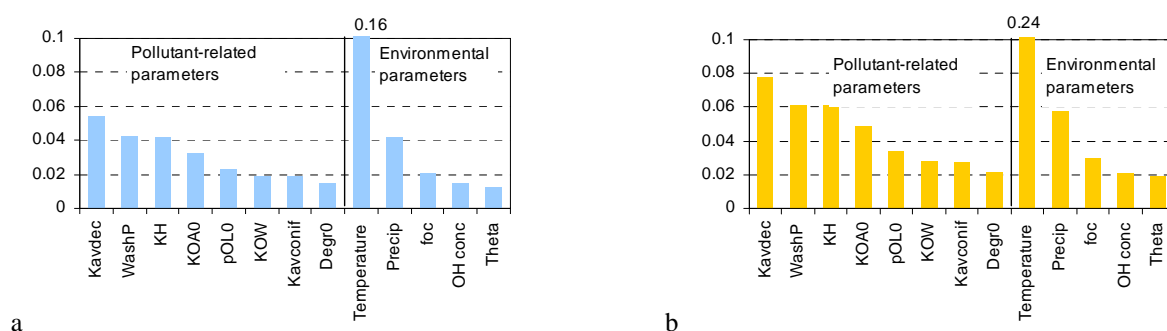 0.16
0.1
0.08
0.06
0.04
0.02
0
Pollutant-related
parameters
Environmental
parameters
Kavdec
WashP
KH
KOA0
pOL0
KOW
Kavconif
Degr0
Temperature
Precip
foc
OH conc
Theta
a
0.24
0.1
0.08
0.06
0.04
0.02
0
Pollutant-related
parameters
Environmental
parameters
Kavdec
WashP
KH
KOA0
pOL0
KOW
Kavconif
Degr0
Temperature
Precip
foc
OH conc
Theta
b